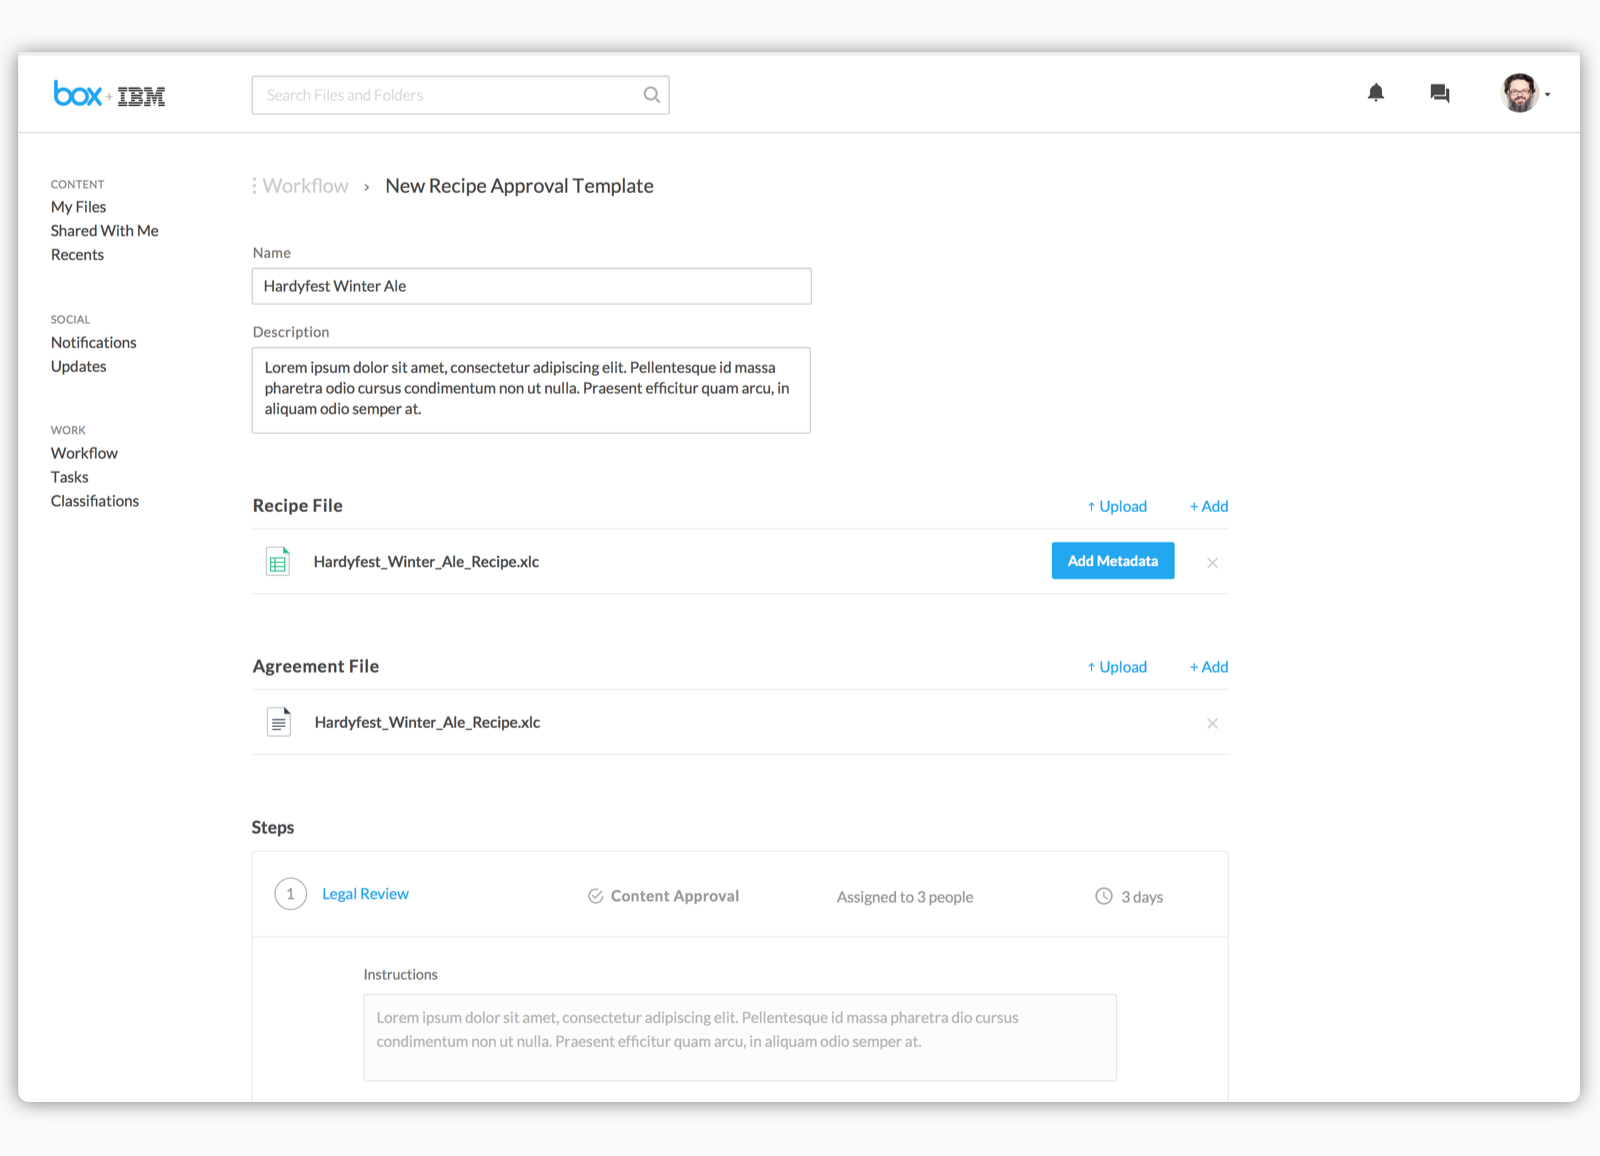 box + IBM
Search Files and Folders
CONTENT
My Files
Shared With Me
Recents
SOCIAL
Notifications
Updates
WORK
Workflow
Tasks
Classifiations
Workflow › New Recipe Approval Template
Name
Hardyfest Winter Ale
Description
Lorem ipsum dolor sit amet, consectetur adipiscing elit. Pellentesque id massa
pharetra odio cursus condimentum non ut nulla. Praesent efficitur quam arcu, in
aliquam odio semper at.
Recipe File ↑ Upload + Add
Hardyfest_Winter_Ale_Recipe.xlc Add Metadata ×
Agreement File ↑ Upload + Add
Hardyfest_Winter_Ale_Recipe.xlc ×
Steps
1 Legal Review Content Approval Assigned to 3 people 3 days
Instructions
Lorem ipsum dolor sit amet, consectetur adipiscing elit. Pellentesque id massa pharetra dio cursus
condimentum non ut nulla. Praesent efficitur quam arcu, in aliquam odio semper at.